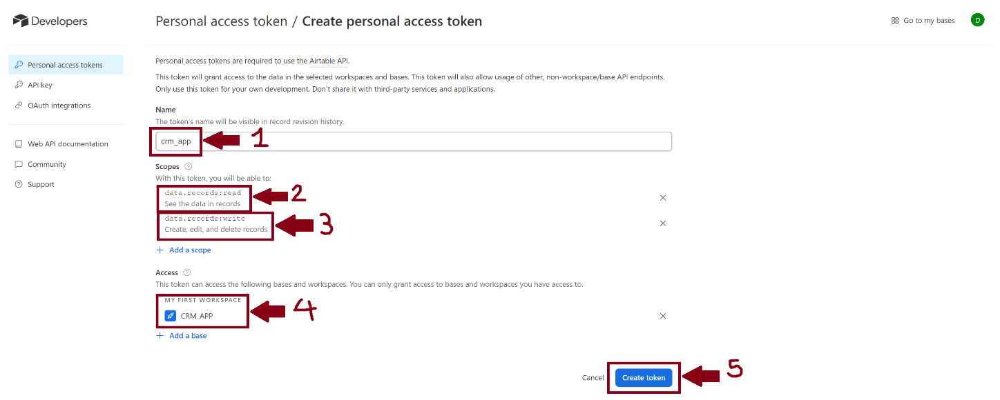 Developers
Personal access token / Create personal access token
Go to my bases
D
Personal access tokens
API key
OAuth integrations
Web API documentation
Community
Support
Personal access tokens are required to use the Airtable API.
This token will grant access to the data in the selected workspaces and bases. This token will also allow usage of other, non-workspace/base API endpoints.
Only use this token for your own development. Don't share it with third-party services and applications.
Name
The token's name will be visible in record revision history.
crm_app
1
Scopes ?
With this token, you will be able to:
data.records:read
See the data in records
2
data.records:write
Create, edit, and delete records
3
+ Add a scope
Access ?
This token can access the following bases and workspaces. You can only grant access to bases and workspaces you have access to.
MY FIRST WORKSPACE
CRM_APP
4
+ Add a base
Cancel
Create token
5